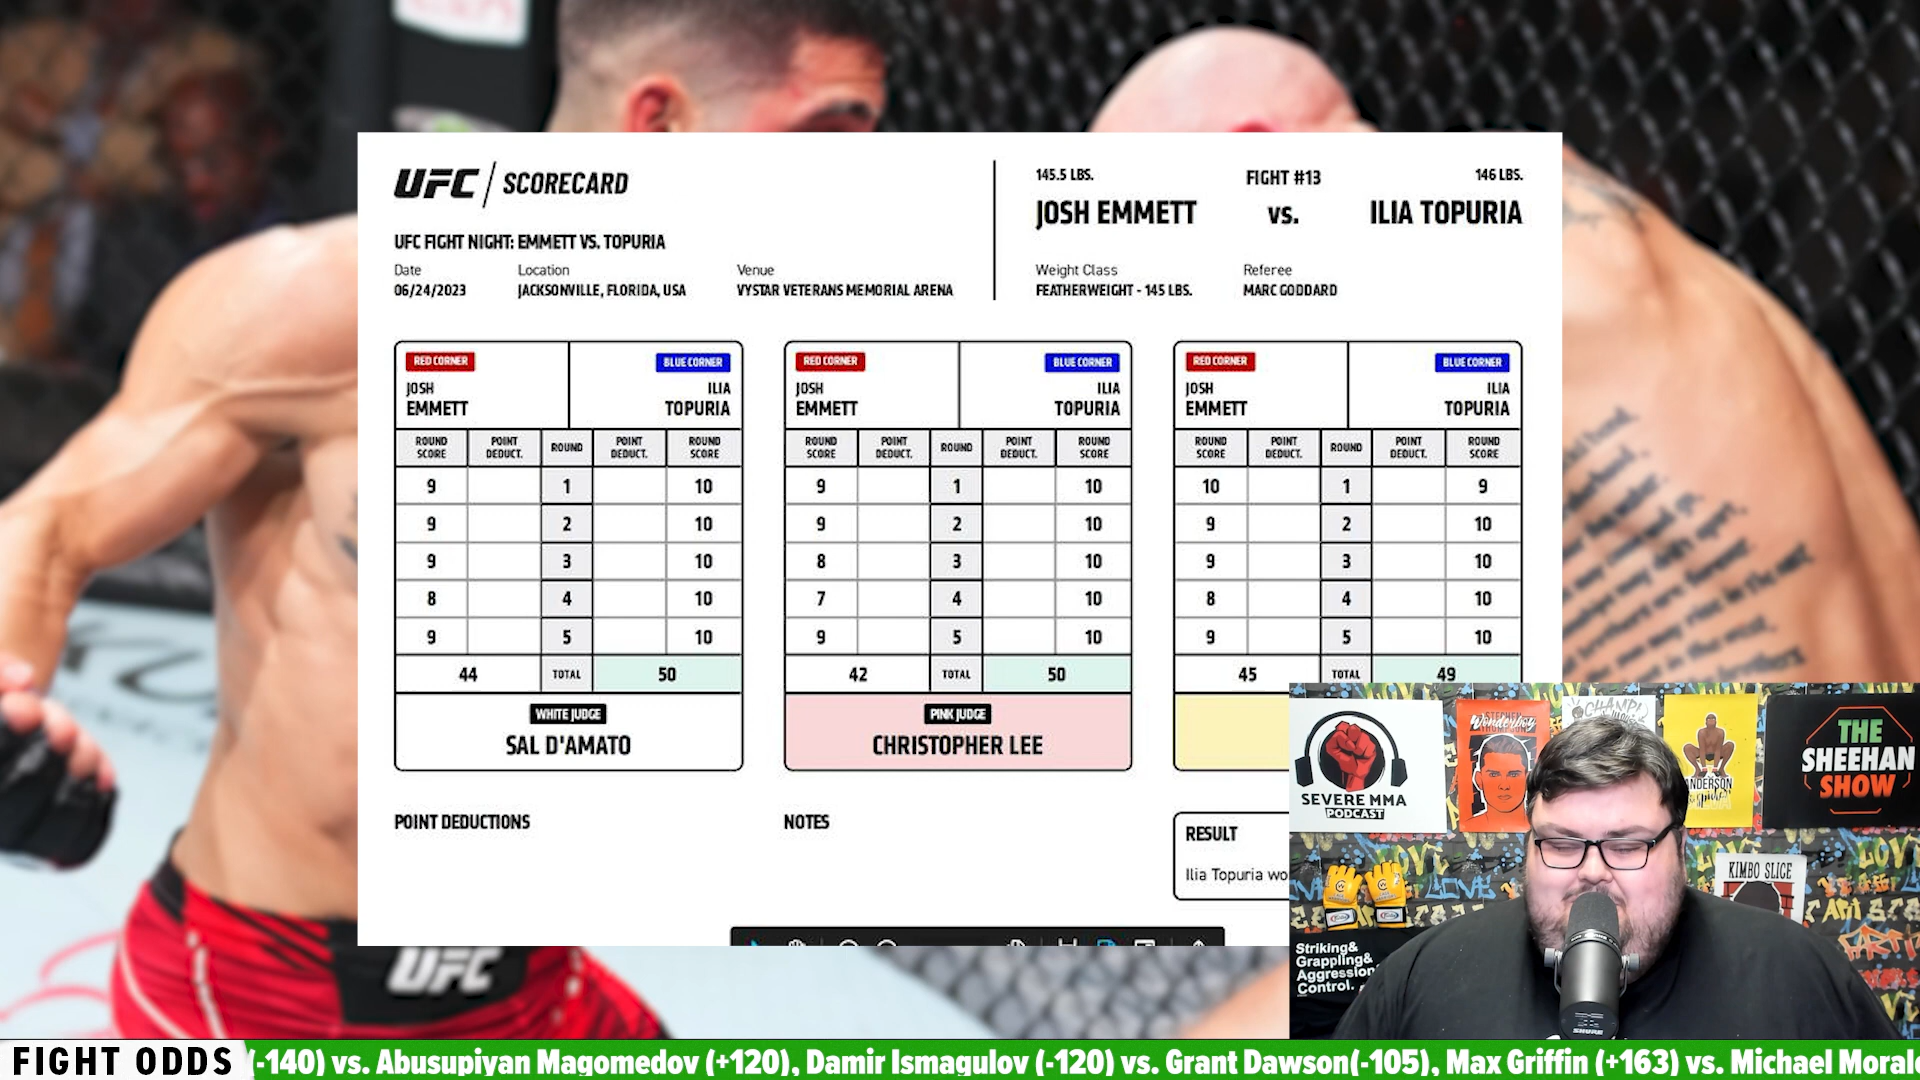 UFC / SCORECARD
UFC FIGHT NIGHT: EMMETT VS. TOPURIA
Date Location Venue
06/24/2023 JACKSONVILLE, FLORIDA, USA VYSTAR VETERANS MEMORIAL ARENA
145.5 LBS. FIGHT #13 146 LBS.
JOSH EMMETT VS. ILIA TOPURIA
Weight Class Referee
FEATHERWEIGHT - 145 LBS. MARC GODDARD
RED CORNER BLUE CORNER
JOSH EMMETT ILIA TOPURIA
ROUND SCORE POINT DEDUCT. ROUND POINT DEDUCT. ROUND SCORE
9 1 10
9 2 10
9 3 10
8 4 10
9 5 10
44 TOTAL 50
WHITE JUDGE
SAL D'AMATO
RED CORNER BLUE CORNER
JOSH EMMETT ILIA TOPURIA
ROUND SCORE POINT DEDUCT. ROUND POINT DEDUCT. ROUND SCORE
9 1 10
9 2 10
8 3 10
7 4 10
9 5 10
42 TOTAL 50
PINK JUDGE
CHRISTOPHER LEE
RED CORNER BLUE CORNER
JOSH EMMETT ILIA TOPURIA
ROUND SCORE POINT DEDUCT. ROUND POINT DEDUCT. ROUND SCORE
10 1 9
9 2 10
9 3 10
8 4 10
9 5 10
45 TOTAL 49
POINT DEDUCTIONS
NOTES
RESULT
Ilia Topuria wo
UFC
SEVERE MMA
PODCAST
Wonderboy
CHAMP!
ANDERSON
THE
SHEEHAN
SHOW
KIMBO SLICE
Striking&
Grappling&
Aggression
Control.
SHURE
FIGHT ODDS (-140) vs. Abusupiyan Magomedov (+120), Damir Ismagulov (-120) vs. Grant Dawson(-105), Max Griffin (+163) vs. Michael Morale